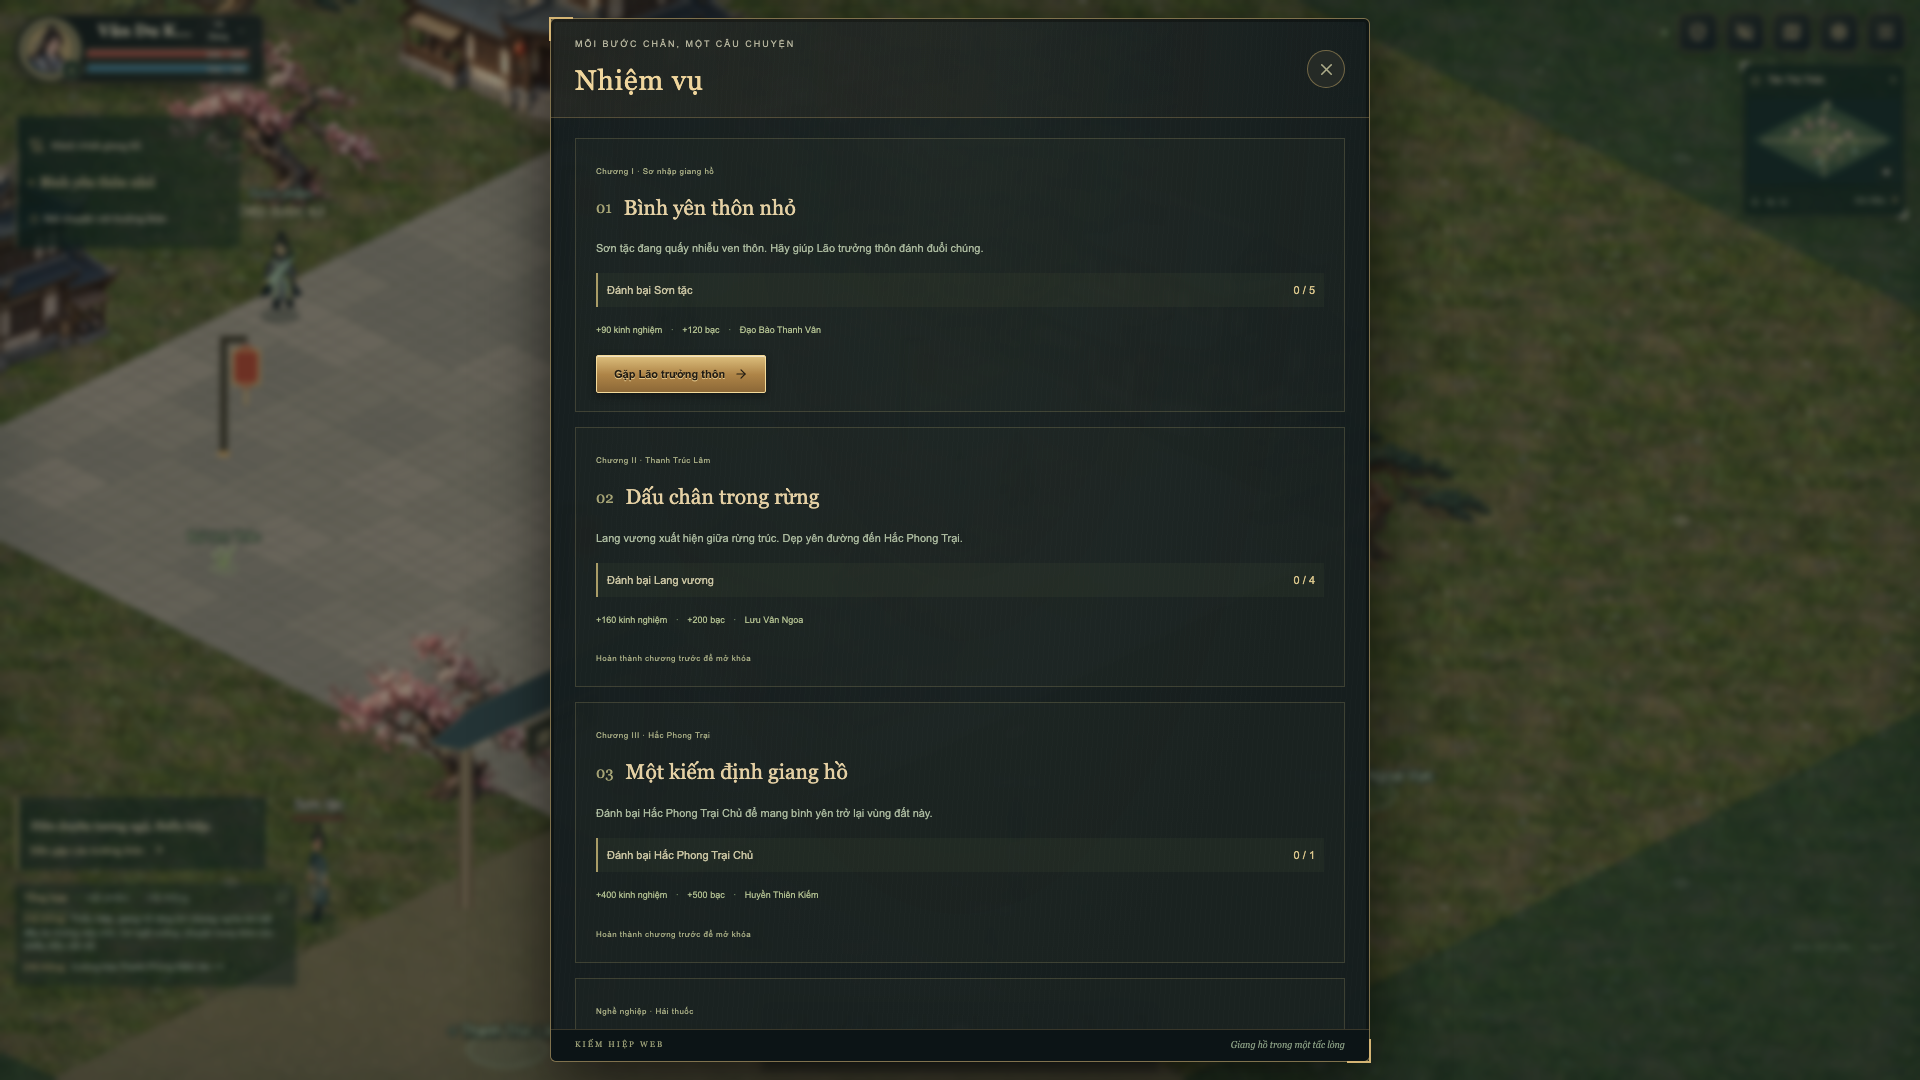 MỖI BƯỚC CHÂN, MỘT CÂU CHUYỆN
Nhiệm vụ
Chương I · Sơ nhập giang hồ
01 Bình yên thôn nhỏ
Sơn tặc đang quấy nhiễu ven thôn. Hãy giúp Lão trưởng thôn đánh đuổi chúng.
Đánh bại Sơn tặc 0 / 5
+90 kinh nghiệm · +120 bạc · Đạo Bào Thanh Vân
Gặp Lão trưởng thôn →
Chương II · Thanh Trúc Lâm
02 Dấu chân trong rừng
Lang vương xuất hiện giữa rừng trúc. Dẹp yên đường đến Hắc Phong Trại.
Đánh bại Lang vương 0 / 4
+160 kinh nghiệm · +200 bạc · Lưu Vân Ngoa
Hoàn thành chương trước để mở khóa
Chương III · Hắc Phong Trại
03 Một kiếm định giang hồ
Đánh bại Hắc Phong Trại Chủ để mang bình yên trở lại vùng đất này.
Đánh bại Hắc Phong Trại Chủ 0 / 1
+400 kinh nghiệm · +500 bạc · Huyền Thiên Kiếm
Hoàn thành chương trước để mở khóa
Nghề nghiệp · Hái thuốc
KIẾM HIỆP WEB
Giang hồ trong một tấc lòng
Vân Du K...
Bình yên thôn nhỏ